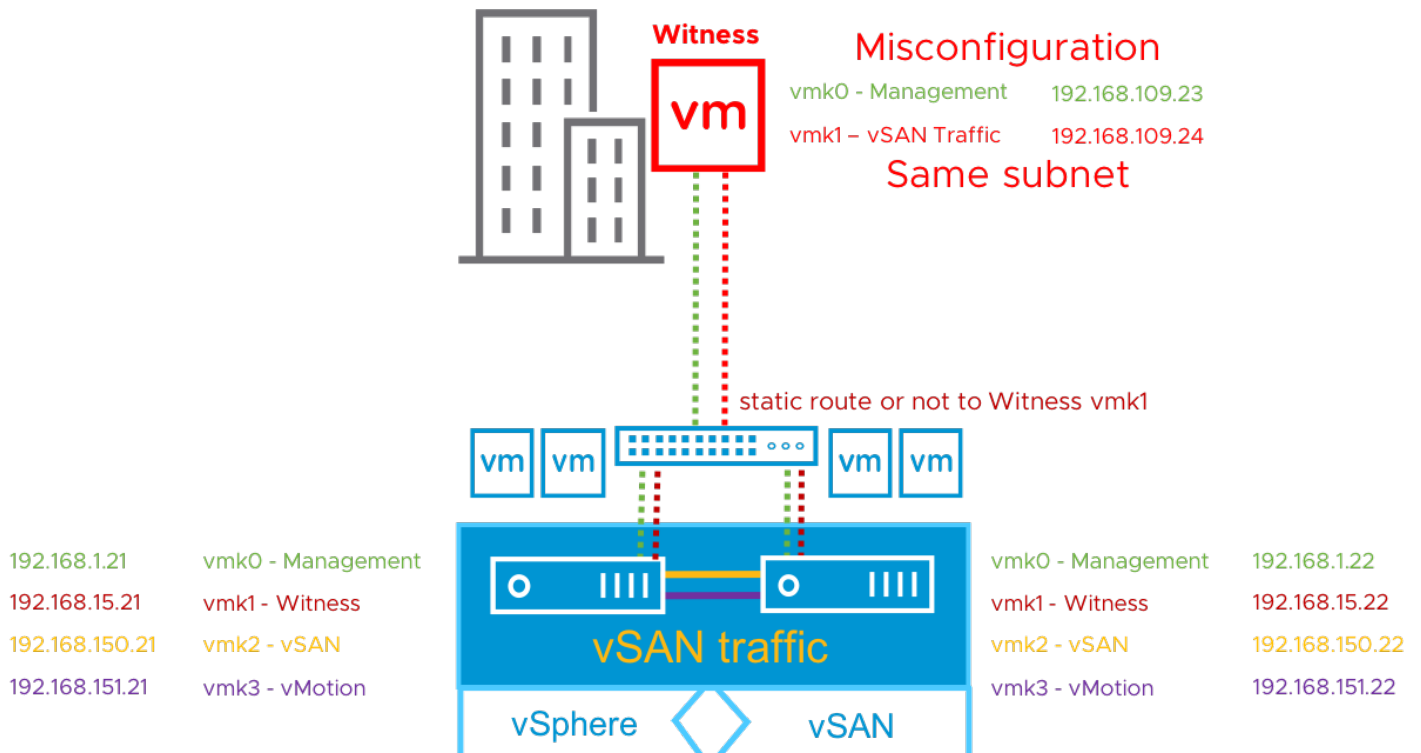 Witness
Misconfiguration
vmk0 - Management 192.168.109.23
vm
vmk1 – vSAN Traffic 192.168.109.24
Same subnet
static route or not to Witness vmk1
vm vm vm vm
192.168.1.21 vmk0 - Management
192.168.15.21 vmk1 - Witness
192.168.150.21 vmk2 - vSAN
192.168.151.21 vmk3 - vMotion
vSAN traffic
vmk0 - Management 192.168.1.22
vmk1 - Witness 192.168.15.22
vmk2 - vSAN 192.168.150.22
vmk3 - vMotion 192.168.151.22
vSphere vSAN